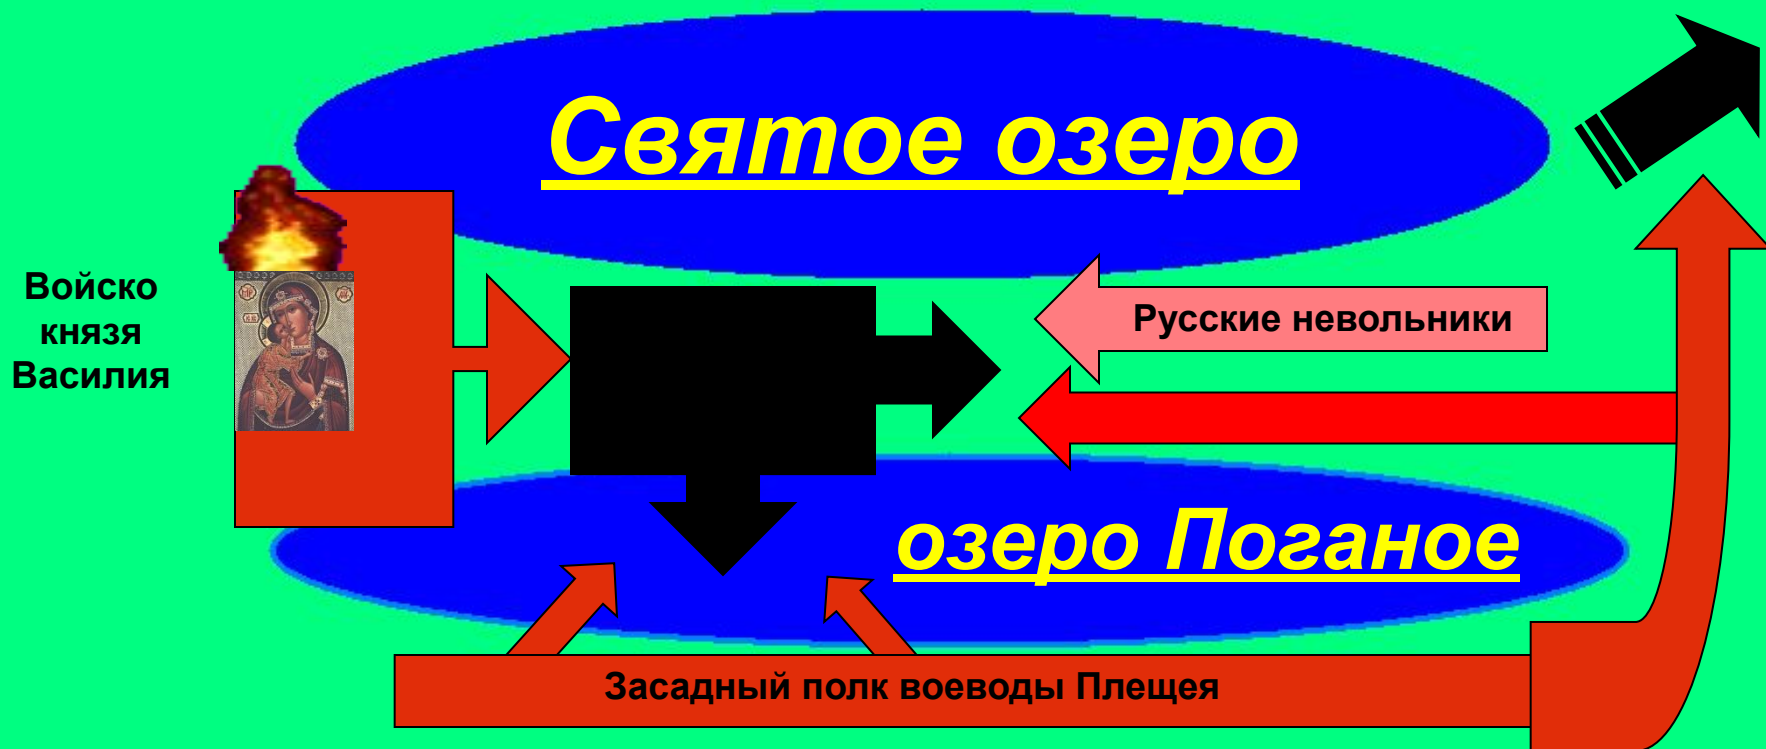 Святое озеро
Войско
князя
Василия
Русские невольники
озеро Поганое
Засадный полк воеводы Плещея